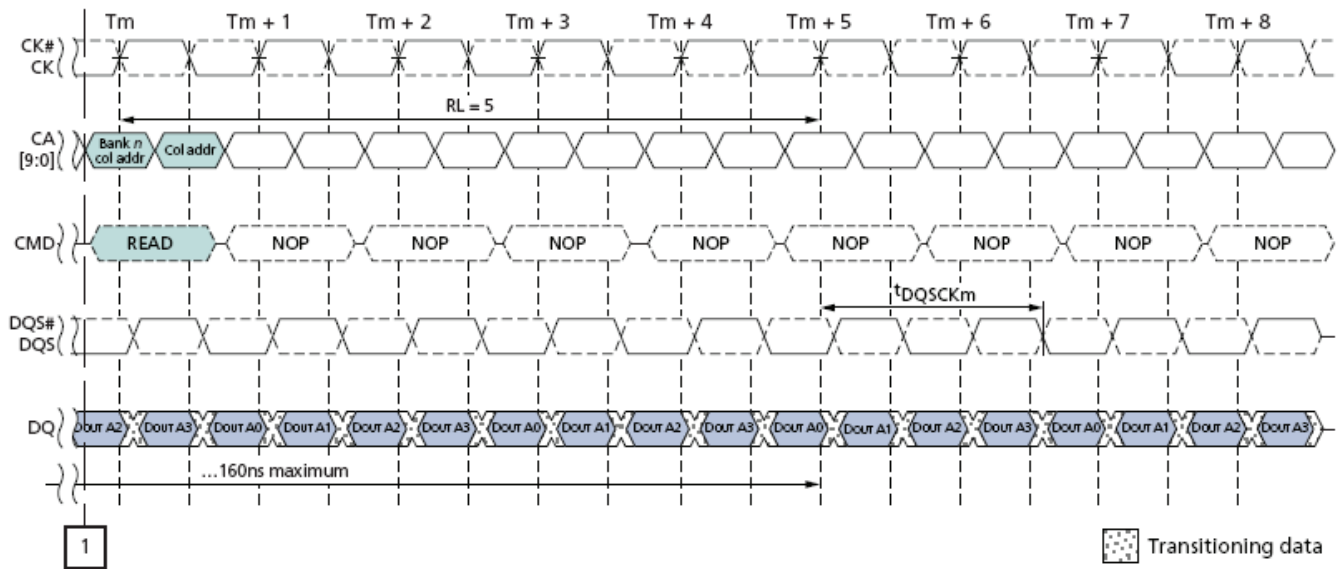 Tm Tm + 1 Tm + 2 Tm + 3 Tm + 4 Tm + 5 Tm + 6 Tm + 7 Tm + 8
CK#
CK
RL = 5
CA
[9:0]
Bank n
col addr
Col addr
CMD READ NOP NOP NOP NOP NOP NOP NOP NOP
tDQSCKm
DQS#
DQS
DQ DOUT A2 DOUT A3 DOUT A0 DOUT A1 DOUT A2 DOUT A3 DOUT A0 DOUT A1 DOUT A2 DOUT A3 DOUT A0 DOUT A1 DOUT A2 DOUT A3 DOUT A0 DOUT A1 DOUT A2 DOUT A3
...160ns maximum
1
Transitioning data